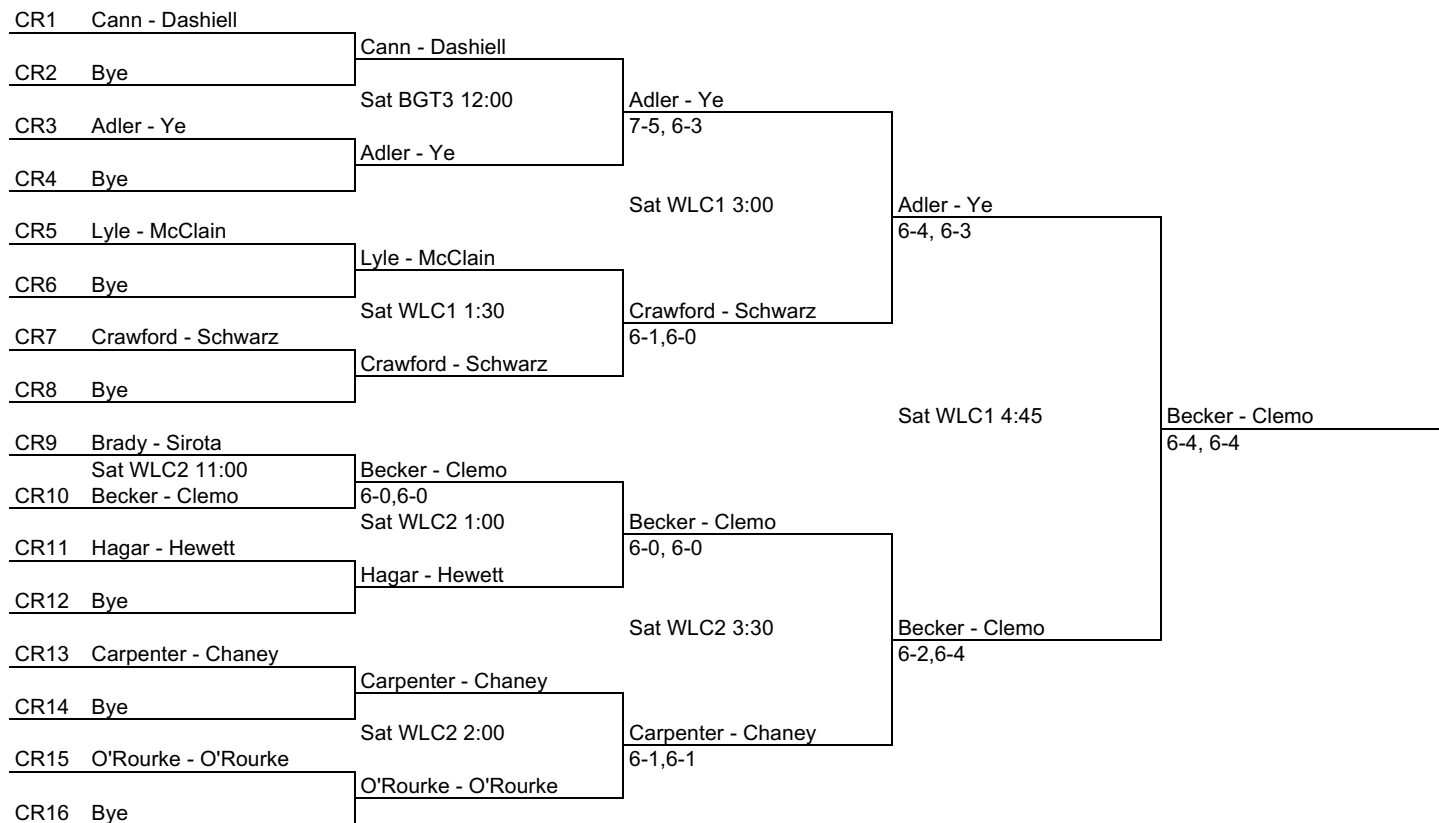 CR1 Cann - Dashiell
Cann - Dashiell
CR2 Bye
Sat BGT3 12:00
Adler - Ye
7-5, 6-3
CR3 Adler - Ye
Adler - Ye
CR4 Bye
Sat WLC1 3:00
Adler - Ye
6-4, 6-3
CR5 Lyle - McClain
Lyle - McClain
CR6 Bye
Sat WLC1 1:30
Crawford - Schwarz
6-1,6-0
CR7 Crawford - Schwarz
Crawford - Schwarz
CR8 Bye
Sat WLC1 4:45
Becker - Clemo
6-4, 6-4
CR9 Brady - Sirota
Sat WLC2 11:00
Becker - Clemo
CR10 Becker - Clemo
6-0,6-0
Sat WLC2 1:00
Becker - Clemo
6-0, 6-0
CR11 Hagar - Hewett
Hagar - Hewett
CR12 Bye
Sat WLC2 3:30
Becker - Clemo
6-2,6-4
CR13 Carpenter - Chaney
Carpenter - Chaney
CR14 Bye
Sat WLC2 2:00
Carpenter - Chaney
6-1,6-1
CR15 O'Rourke - O'Rourke
O'Rourke - O'Rourke
CR16 Bye